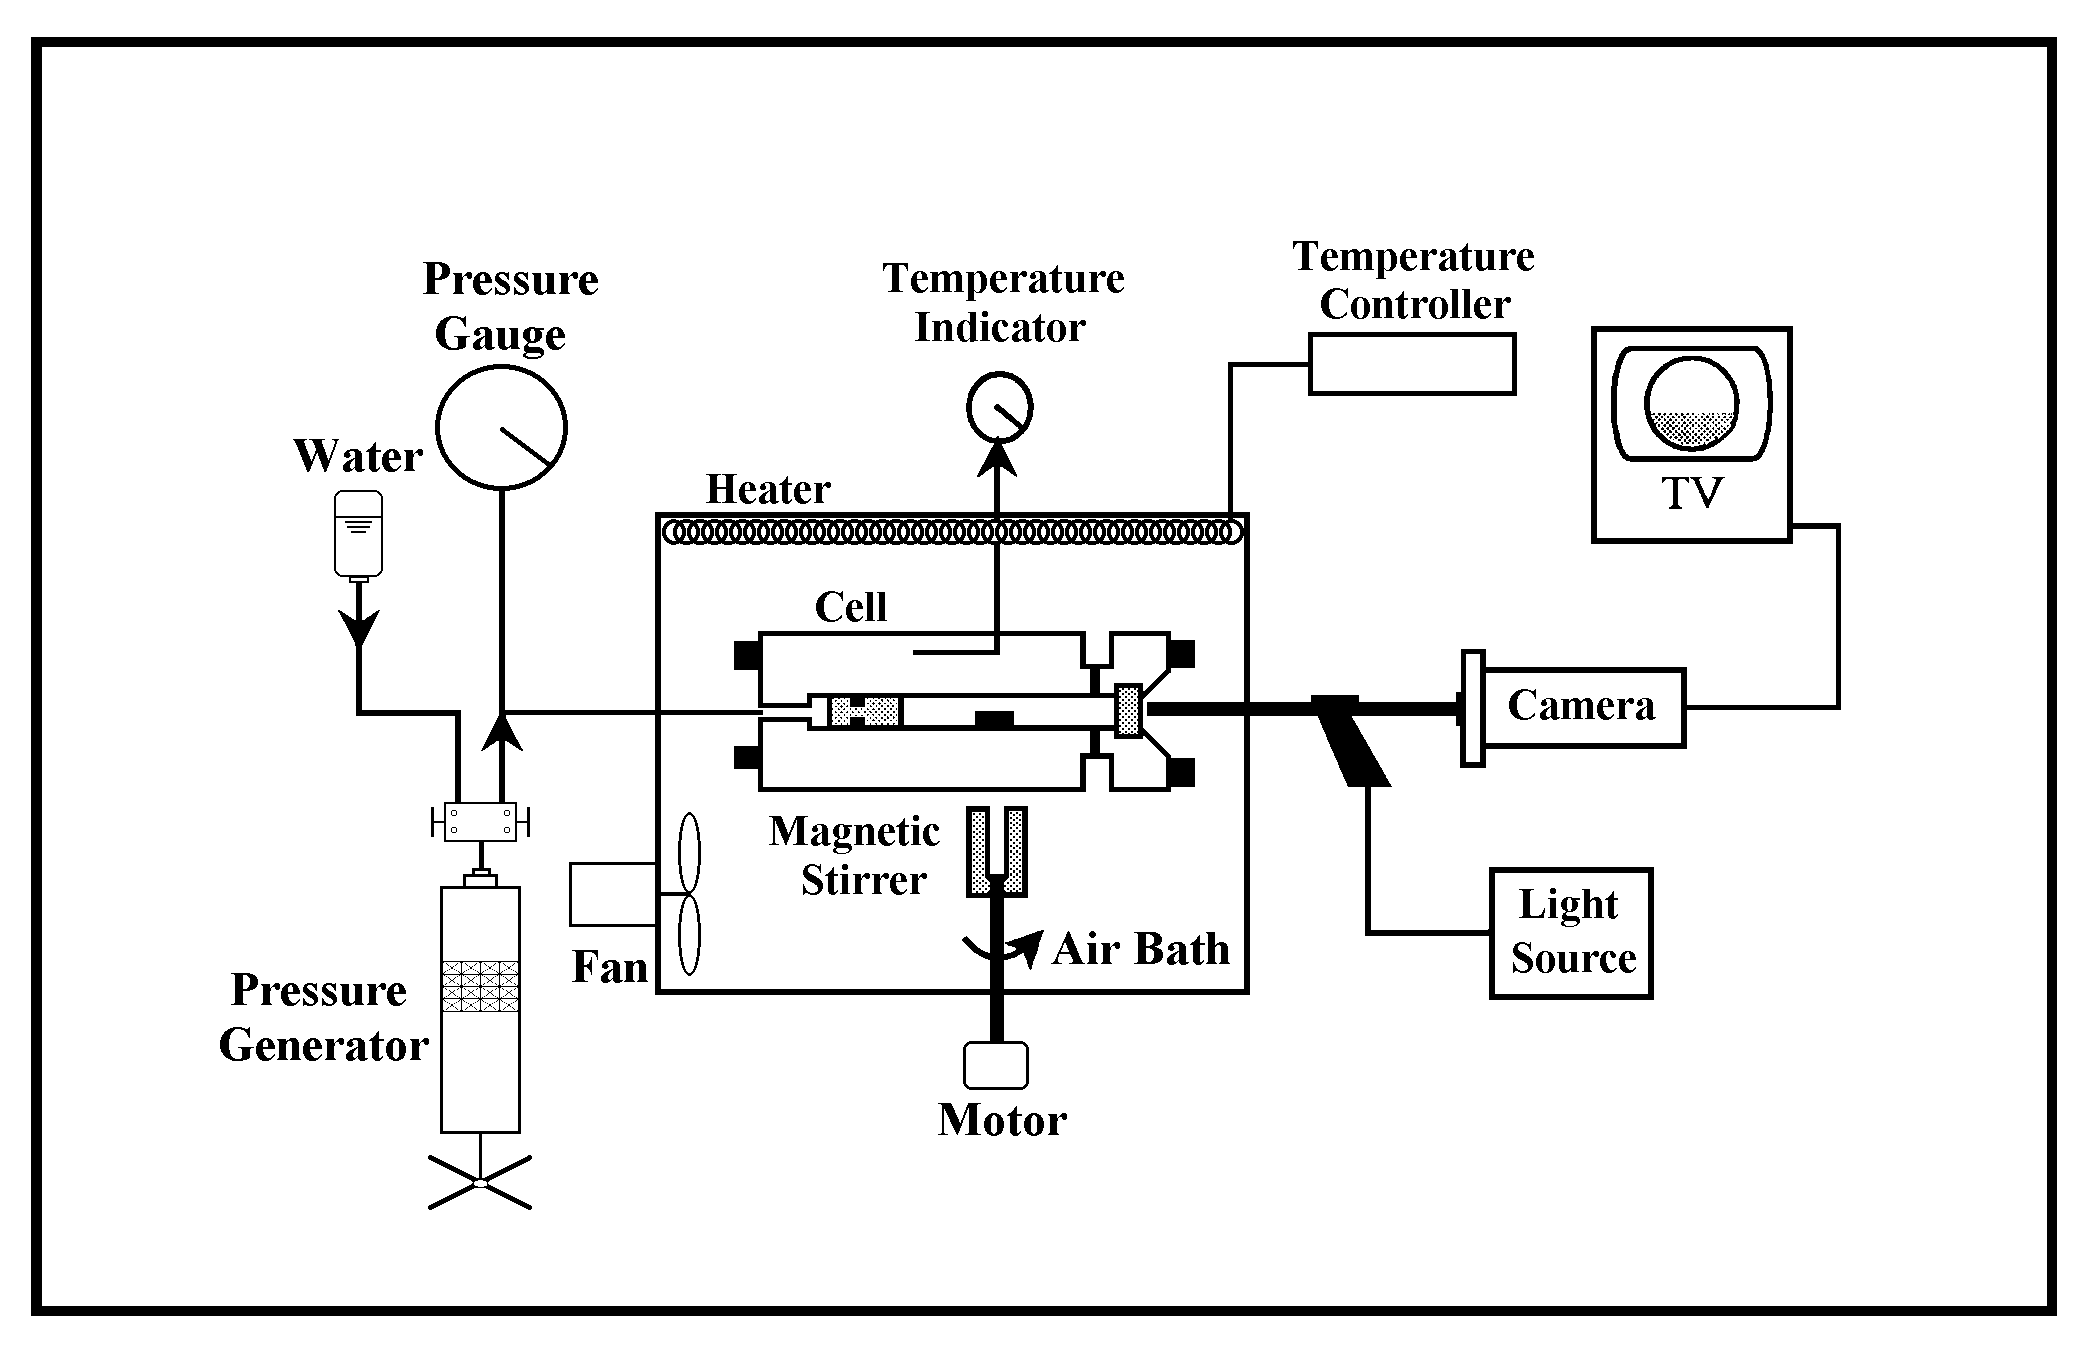 Pressure
Gauge
Temperature
Indicator
Temperature
Controller
Water
Heater
TV
Cell
Camera
Magnetic
Stirrer
Light
Source
Fan
Air Bath
Pressure
Generator
Motor